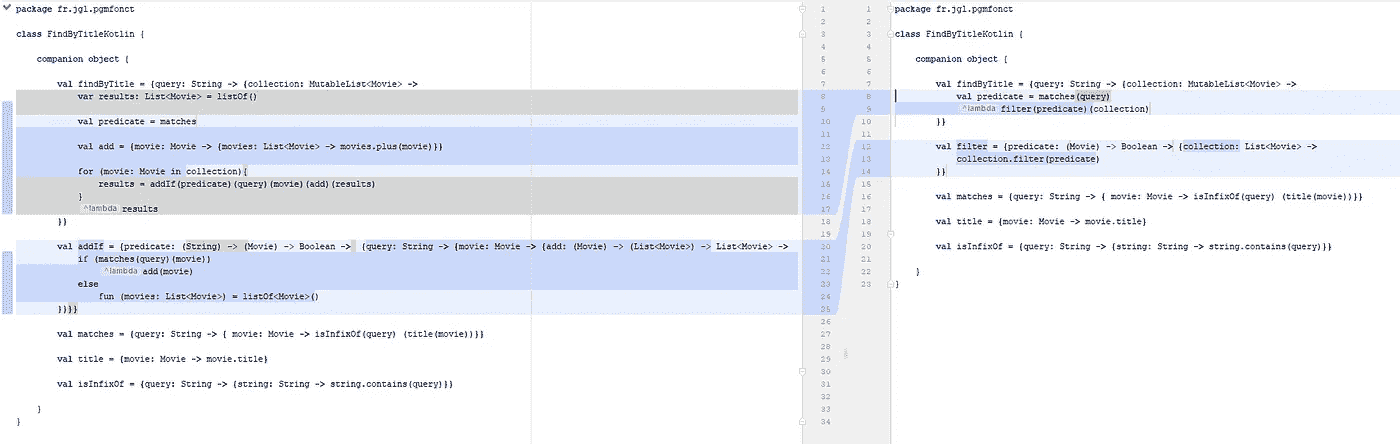 package fr.jgl.pgmfonct
class FindByTitleKotlin {
companion object {
val findByTitle = {query: String -> {collection: MutableList<Movie> ->
var results: List<Movie> = listOf()
val predicate = matches
val add = {movie: Movie -> {movies: List<Movie> -> movies.plus(movie)}}
for (movie: Movie in collection){
results = addIf(predicate)(query)(movie)(add)(results)
}
^lambda results
}}
val addIf = {predicate: (String) -> (Movie) -> Boolean -> {query: String -> {movie: Movie -> {add: (Movie) -> (List<Movie>) -> List<Movie> ->
if (matches(query)(movie))
^lambda add(movie)
else
fun (movies: List<Movie>) = listOf<Movie>()
}}}}
val matches = {query: String -> { movie: Movie -> isInfixOf(query) (title(movie))}}
val title = {movie: Movie -> movie.title}
val isInfixOf = {query: String -> {string: String -> string.contains(query)}}
}
}
1
2
3
4
5
6
7
8
9
10
11
12
13
14
15
16
17
18
19
20
21
22
23
24
25
26
27
28
29
30
31
32
33
34
1
2
3
4
5
6
7
8
9
10
11
12
13
14
15
16
17
18
19
20
21
22
23
package fr.jgl.pgmfonct
class FindByTitleKotlin {
companion object {
val findByTitle = {query: String -> {collection: MutableList<Movie> ->
val predicate = matches(query)
^lambda filter(predicate)(collection)
}}
val filter = {predicate: (Movie) -> Boolean -> {collection: List<Movie> ->
collection.filter(predicate)
}}
val matches = {query: String -> { movie: Movie -> isInfixOf(query) (title(movie))}}
val title = {movie: Movie -> movie.title}
val isInfixOf = {query: String -> {string: String -> string.contains(query)}}
}
}